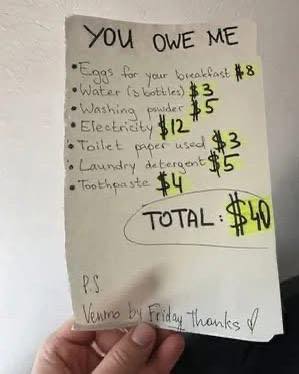 YOU OWE ME
• Eggs for your breakfast $8
• Water (3 bottles) $3
• Washing powder $5
• Electricity $12
• Toilet paper used $3
• Laundry detergent $5
• Toothpaste $4
TOTAL: $40
P.S
Venmo by Friday Thanks